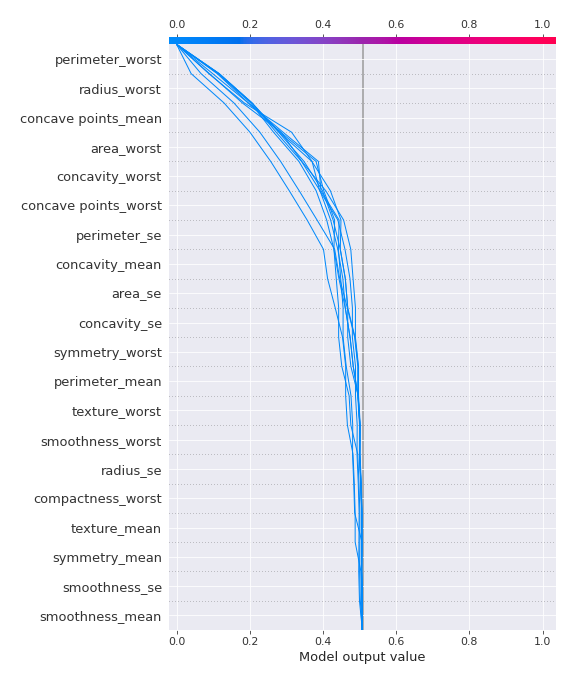 0.0 0.2 0.4 0.6 0.8 1.0
perimeter_worst
radius_worst
concave points_mean
area_worst
concavity_worst
concave points_worst
perimeter_se
concavity_mean
area_se
concavity_se
symmetry_worst
perimeter_mean
texture_worst
smoothness_worst
radius_se
compactness_worst
texture_mean
symmetry_mean
smoothness_se
smoothness_mean
0.0 0.2 0.4 0.6 0.8 1.0
Model output value